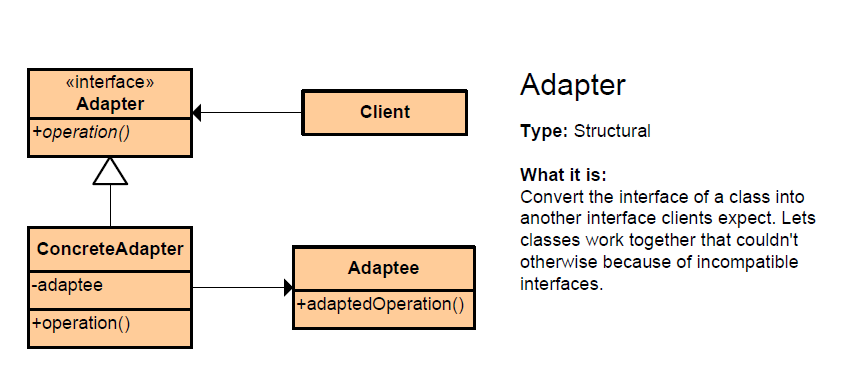 «interface»
Adapter
+operation()
Client
ConcreteAdapter
-adaptee
+operation()
Adaptee
+adaptedOperation()
Adapter
Type: Structural
What it is:
Convert the interface of a class into
another interface clients expect. Lets
classes work together that couldn't
otherwise because of incompatible
interfaces.